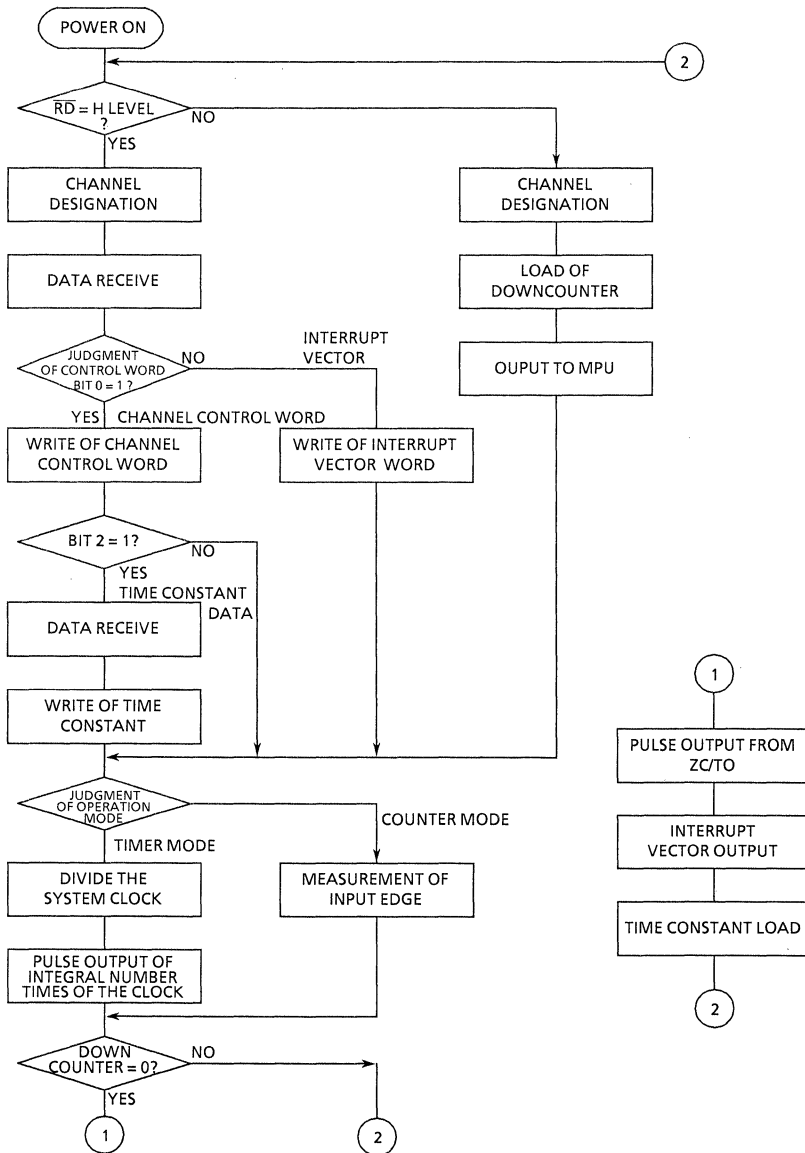 POWER ON
2
RD = H LEVEL
?
NO
YES
CHANNEL
DESIGNATION
CHANNEL
DESIGNATION
DATA RECEIVE
LOAD OF
DOWNCOUNTER
JUDGMENT
OF CONTROL WORD
BIT 0 = 1 ?
NO
INTERRUPT
VECTOR
OUPUT TO MPU
YES
CHANNEL CONTROL WORD
WRITE OF CHANNEL
CONTROL WORD
WRITE OF INTERRUPT
VECTOR WORD
BIT 2 = 1?
NO
YES
TIME CONSTANT
DATA
DATA RECEIVE
WRITE OF TIME
CONSTANT
JUDGMENT
OF OPERATION
MODE
COUNTER MODE
TIMER MODE
DIVIDE THE
SYSTEM CLOCK
MEASUREMENT OF
INPUT EDGE
PULSE OUTPUT OF
INTEGRAL NUMBER
TIMES OF THE CLOCK
DOWN
COUNTER = 0?
NO
YES
1
2
1
PULSE OUTPUT FROM
ZC/TO
INTERRUPT
VECTOR OUTPUT
TIME CONSTANT LOAD
2